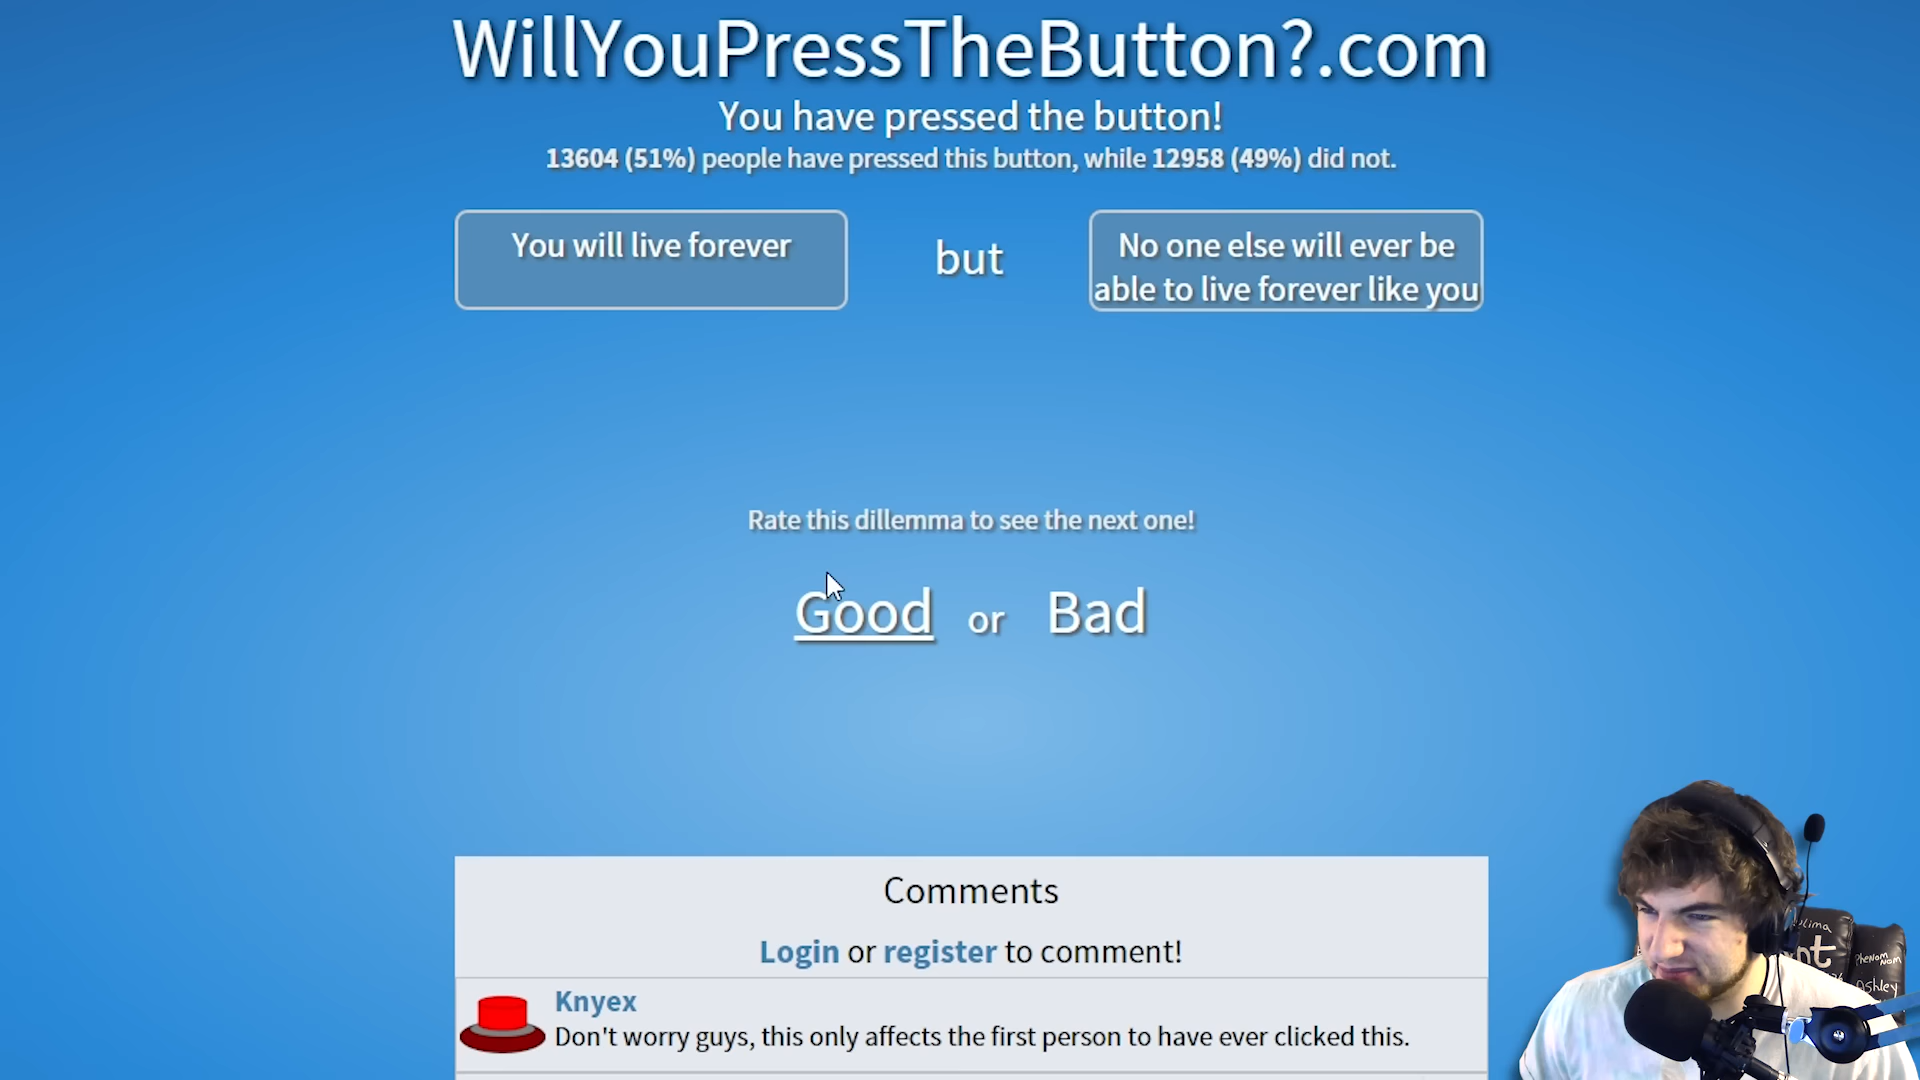 WillYouPressTheButton?.com
You have pressed the button!
13604 (51%) people have pressed this button, while 12958 (49%) did not.
You will live forever
but
No one else will ever be
able to live forever like you
Rate this dillemma to see the next one!
Good or Bad
Comments
Login or register to comment!
Knyex
Don't worry guys, this only affects the first person to have ever clicked this.
PheNoM
NoM
Ashley